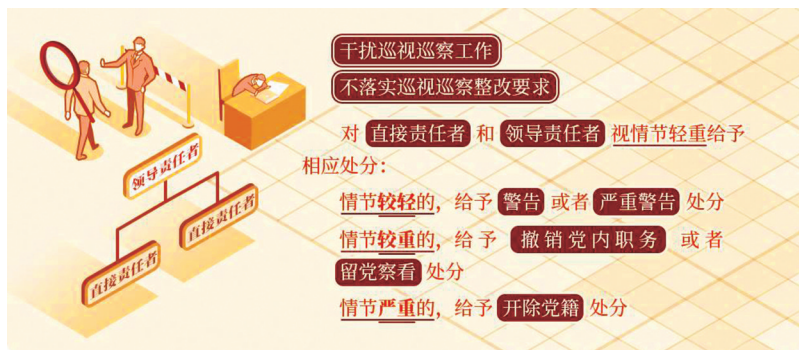 干扰巡视巡察工作
不落实巡视巡察整改要求
对 直接责任者 和 领导责任者 视情节轻重给予
相应处分：
情节较轻的，给予 警告 或者 严重警告 处分
情节较重的，给予 撤销党内职务 或者
留党察看 处分
情节严重的，给予 开除党籍 处分
领导责任者
直接责任者
直接责任者